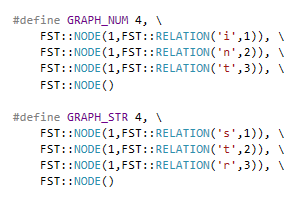 #define GRAPH_NUM 4, \
FST::NODE(1,FST::RELATION('i',1)), \
FST::NODE(1,FST::RELATION('n',2)), \
FST::NODE(1,FST::RELATION('t',3)), \
FST::NODE()
#define GRAPH_STR 4, \
FST::NODE(1,FST::RELATION('s',1)), \
FST::NODE(1,FST::RELATION('t',2)), \
FST::NODE(1,FST::RELATION('r',3)), \
FST::NODE()